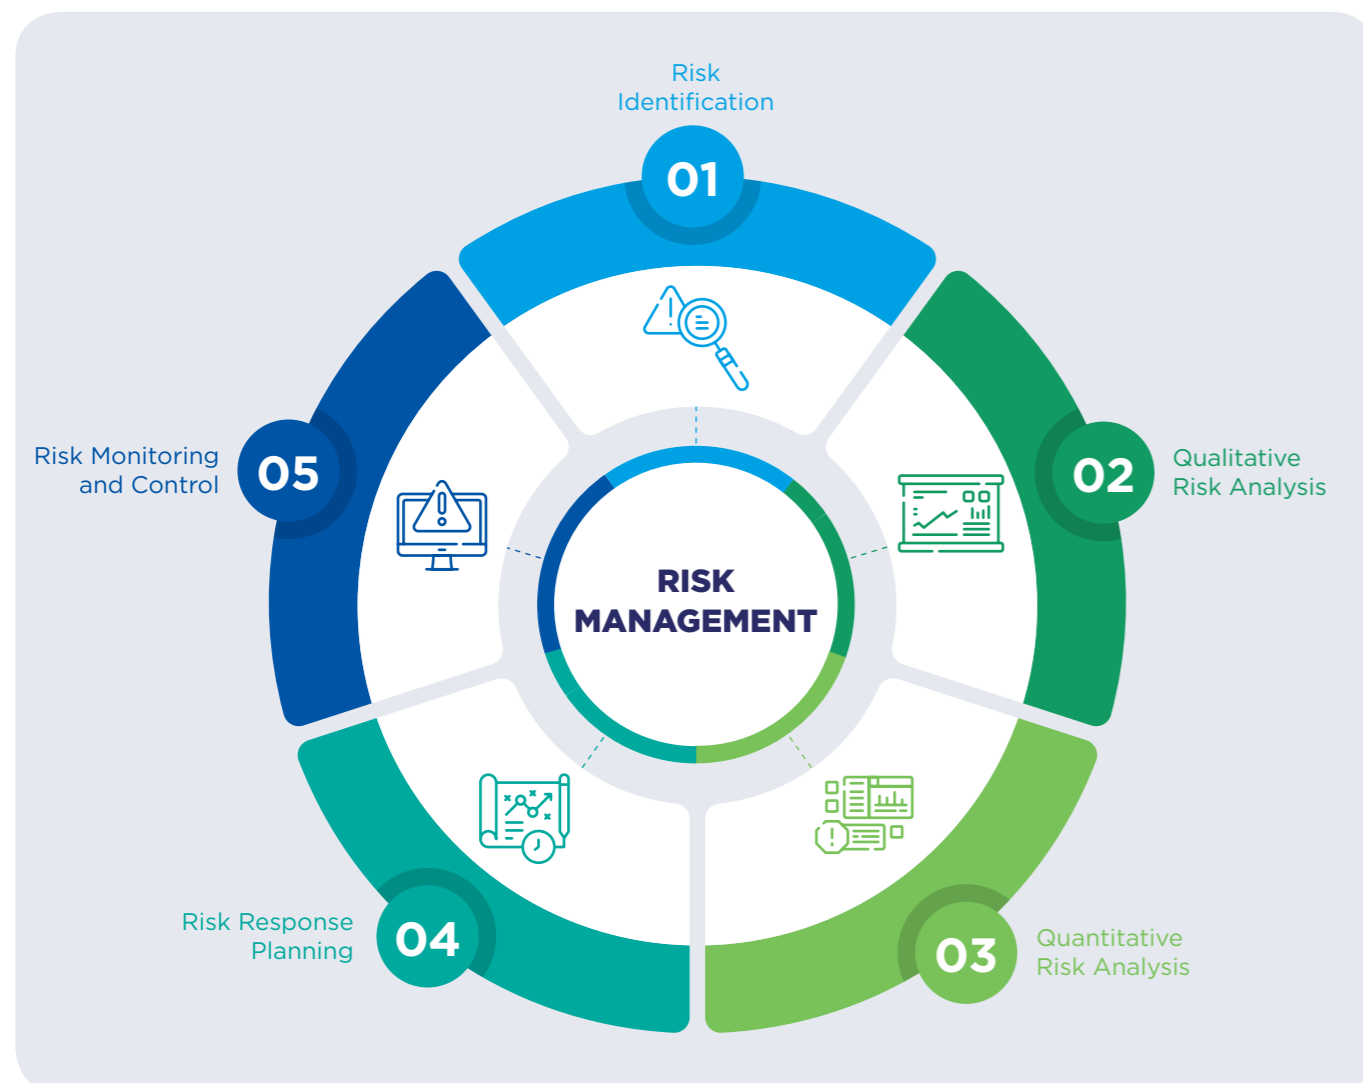 Risk
Identification
01
02
Qualitative
Risk Analysis
03
Quantitative
Risk Analysis
04
Risk Response
Planning
05
Risk Monitoring
and Control
RISK
MANAGEMENT